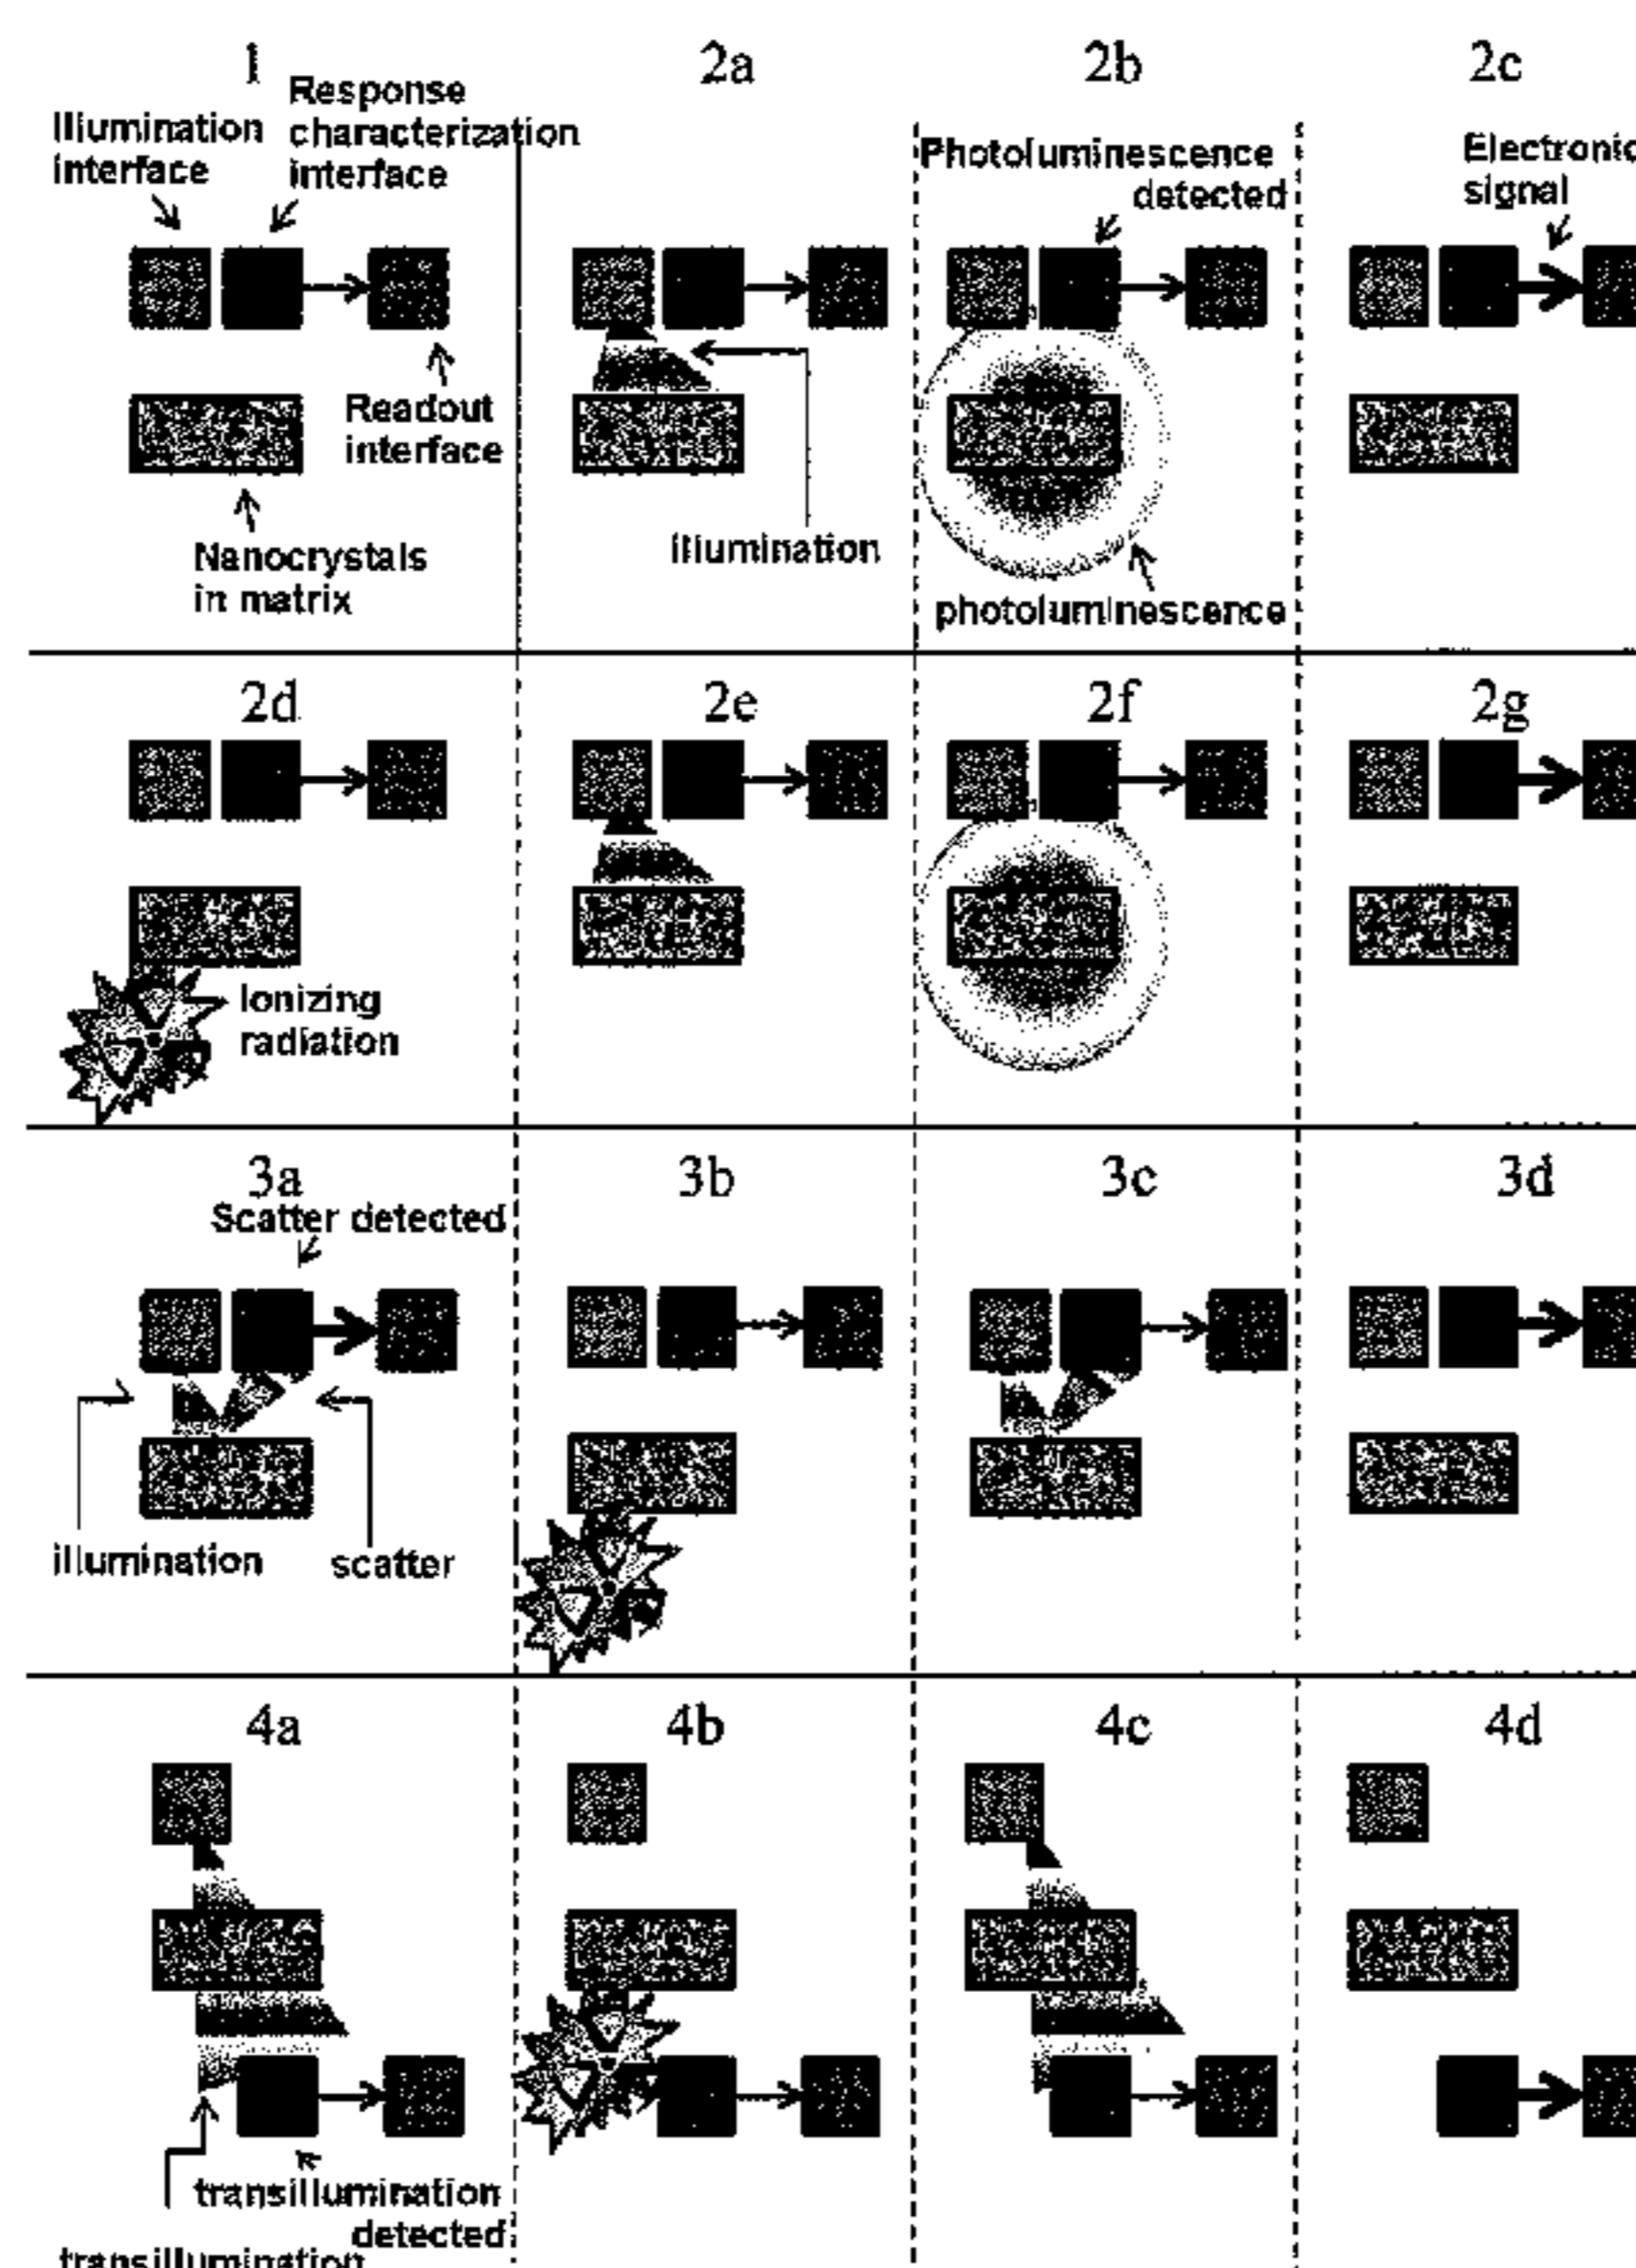 1
2a
2b
2c
Illumination
interface
Response
characterization
interface
Readout
interface
Nanocrystals
in matrix
illumination
Photoluminescence
detected
photoluminescence
Electronic
signal
2d
2e
2f
2g
Ionizing
radiation
3a
3b
3c
3d
Scatter detected
illumination
scatter
4a
4b
4c
4d
transillumination
detected
transillumination